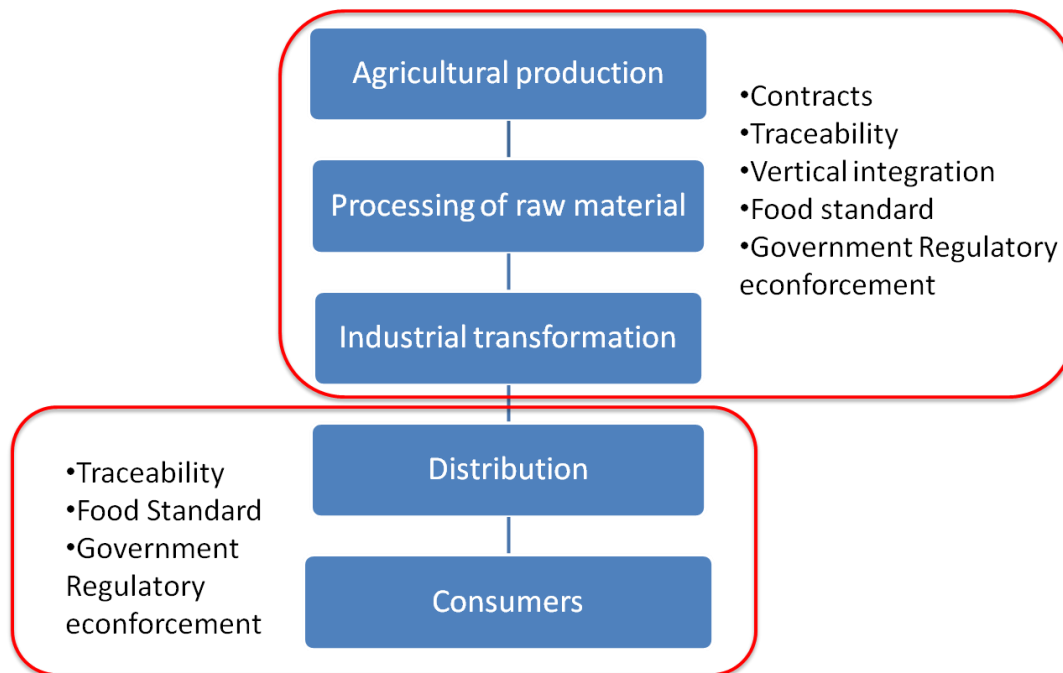 Agricultural production
•Contracts
•Traceability
Processing of raw material
•Vertical integration
•Food standard
•Government Regulatory
econforcement
Industrial transformation
Distribution
•Traceability
•Food Standard
•Government
Regulatory
econforcement
Consumers